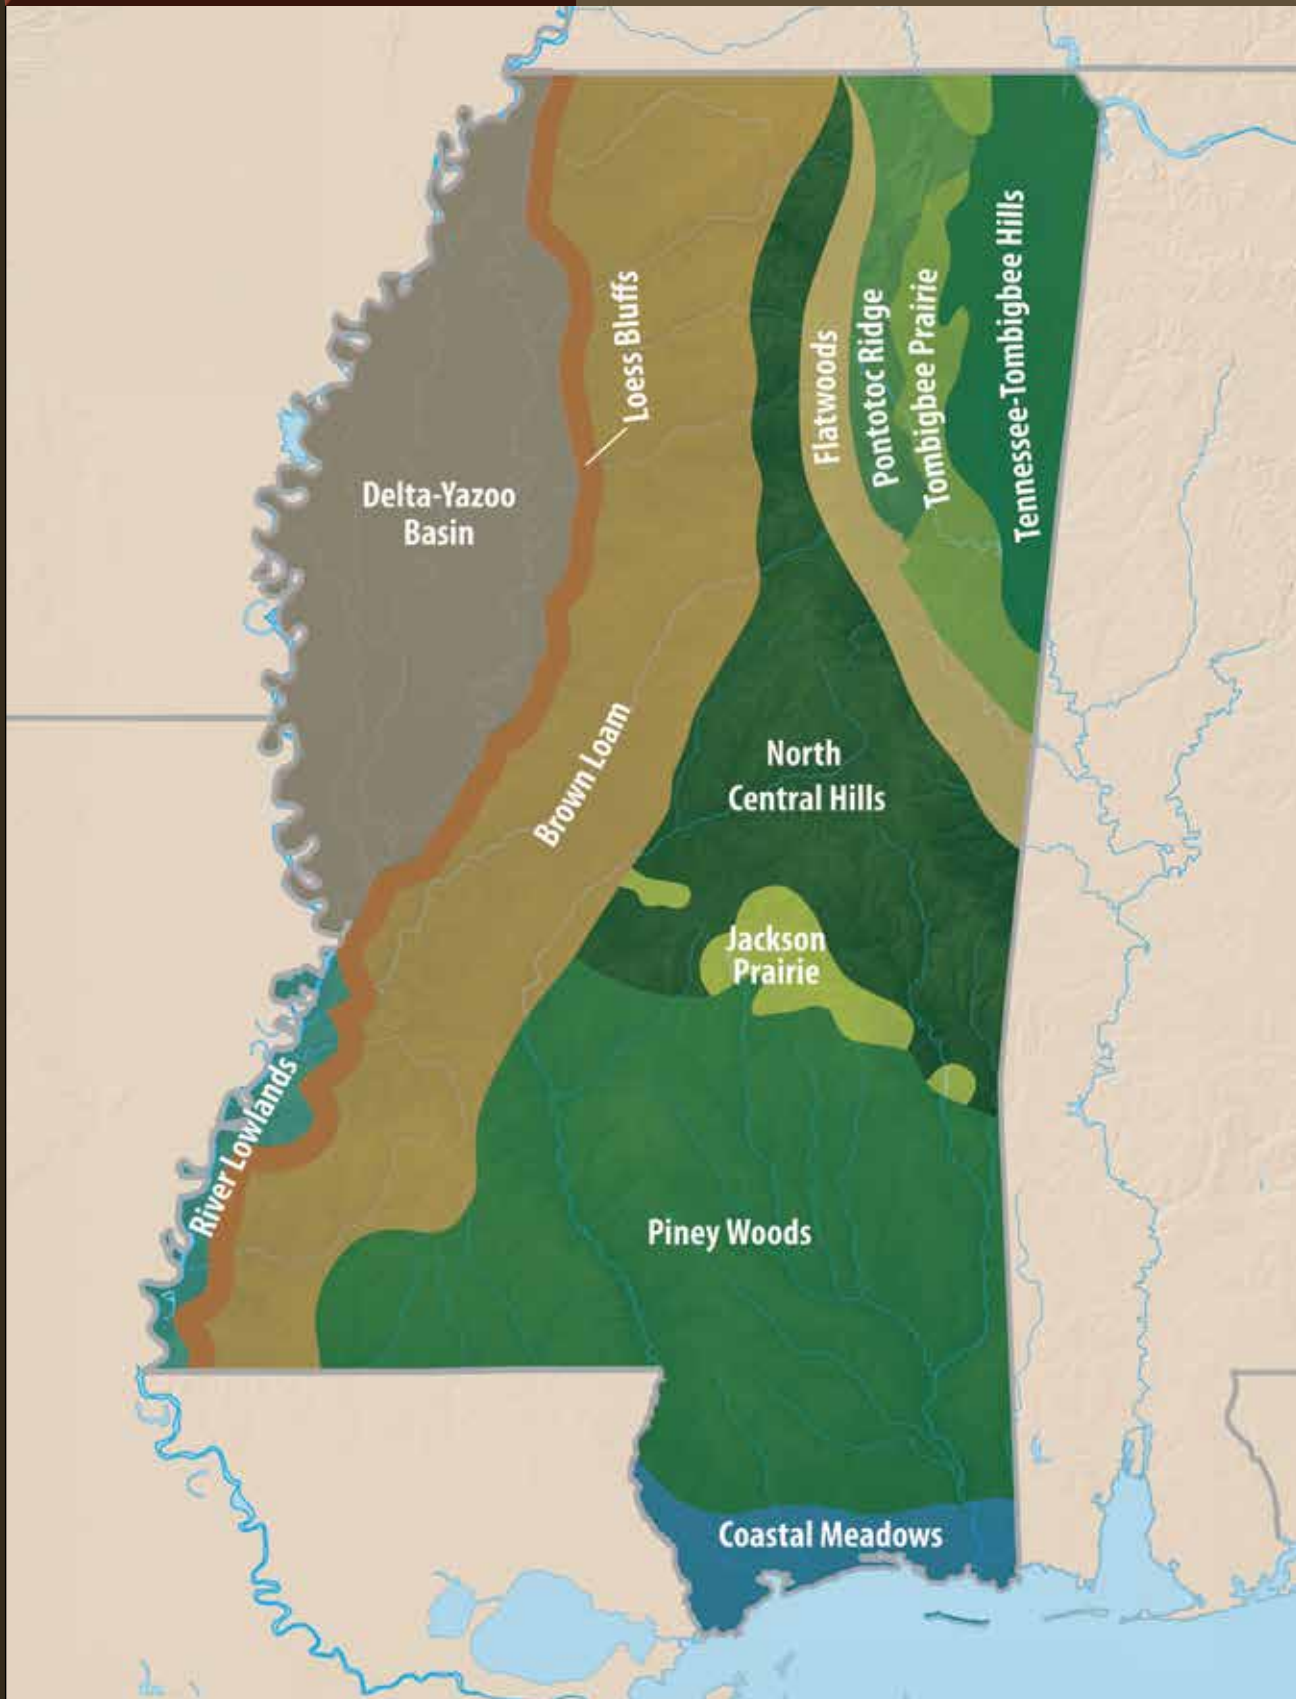 Loess Bluffs
Delta-Yazoo
Basin
Flatwoods
Pontotoc Ridge
Tombigbee Prairie
Tennessee-Tombigbee Hills
Brown Loam
North
Central Hills
Jackson
Prairie
River Lowlands
Piney Woods
Coastal Meadows